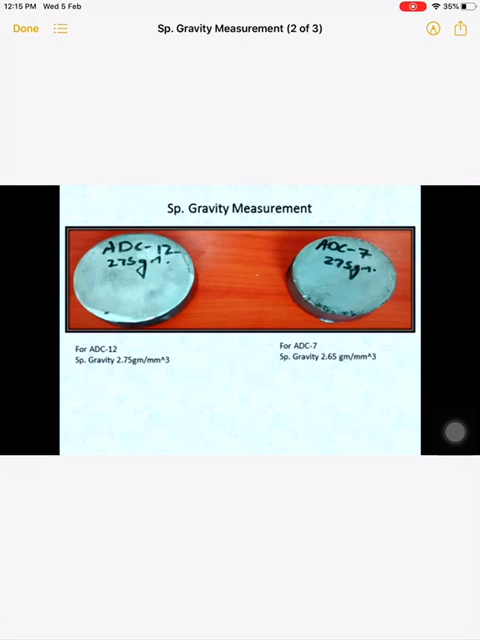 12:15 PM Wed 5 Feb
35%
Done
Sp. Gravity Measurement (2 of 3)
Sp. Gravity Measurement
ADC-12
275gm.
ADC-7
275gm.
For ADC-12
Sp. Gravity 2.75gm/mm^3
For ADC-7
Sp. Gravity 2.65 gm/mm^3